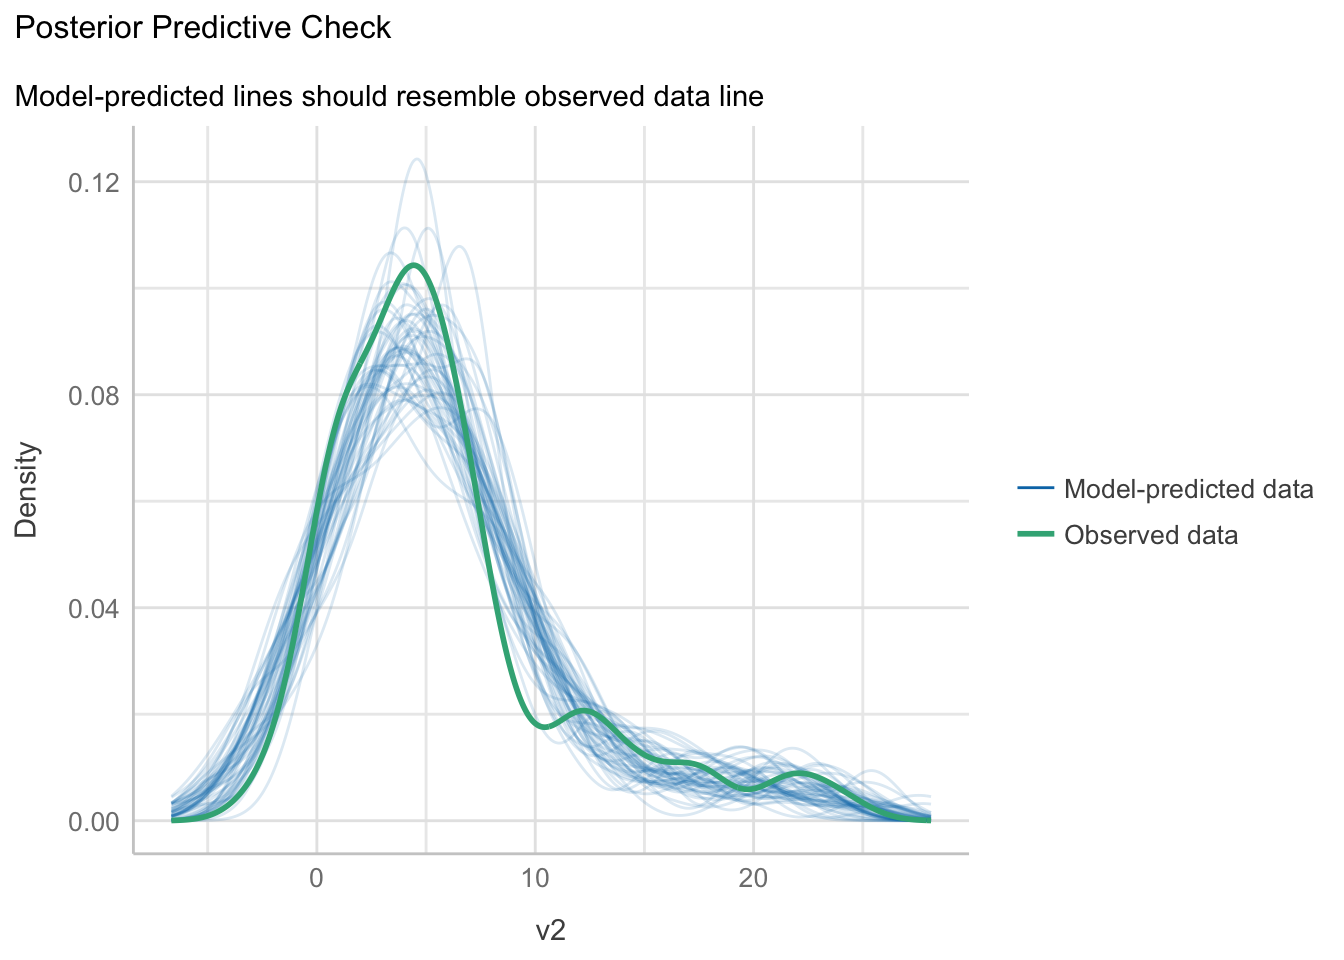 Posterior Predictive Check
Model-predicted lines should resemble observed data line
0.12
0.08
0.04
0.00
Density
0
10
20
v2
Model-predicted data
Observed data